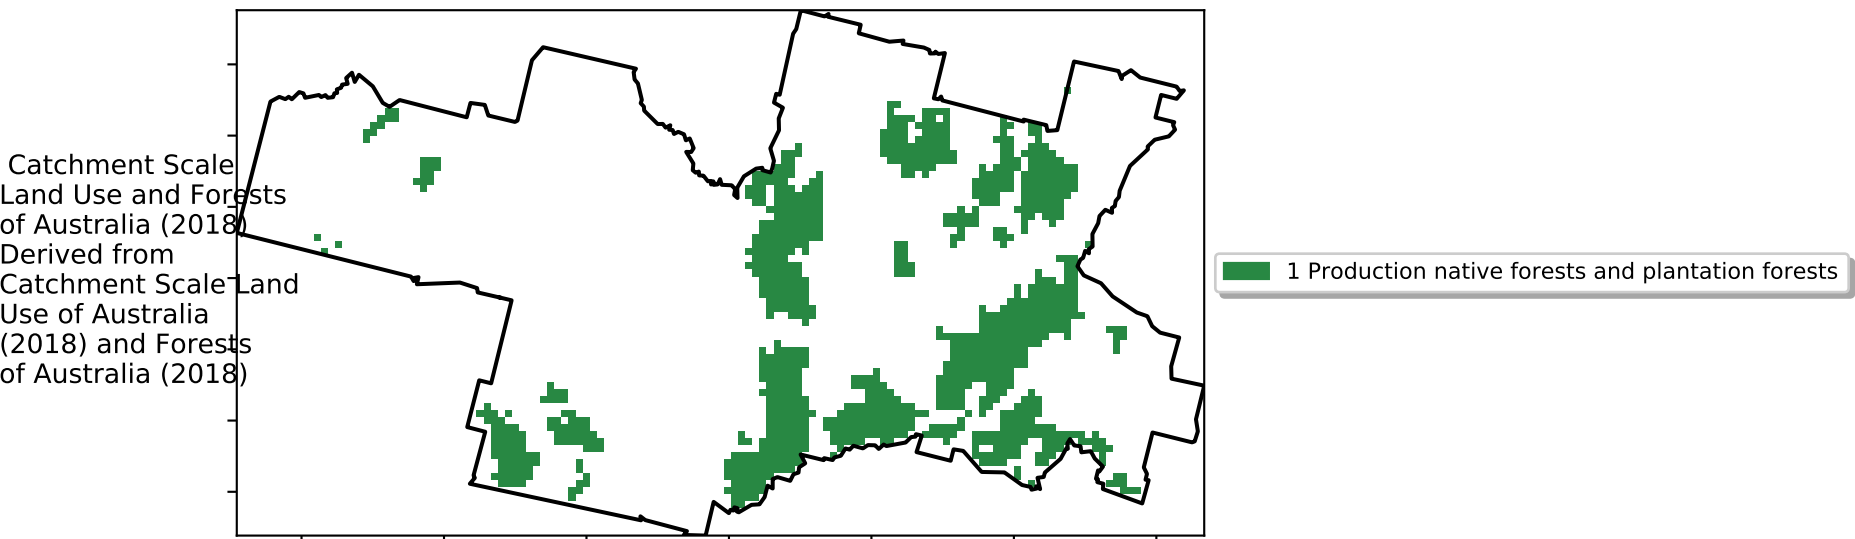 Catchment Scale
Land Use and Forests
of Australia (2018)
Derived from
Catchment Scale Land
Use of Australia
(2018) and Forests
of Australia (2018)
1 Production native forests and plantation forests